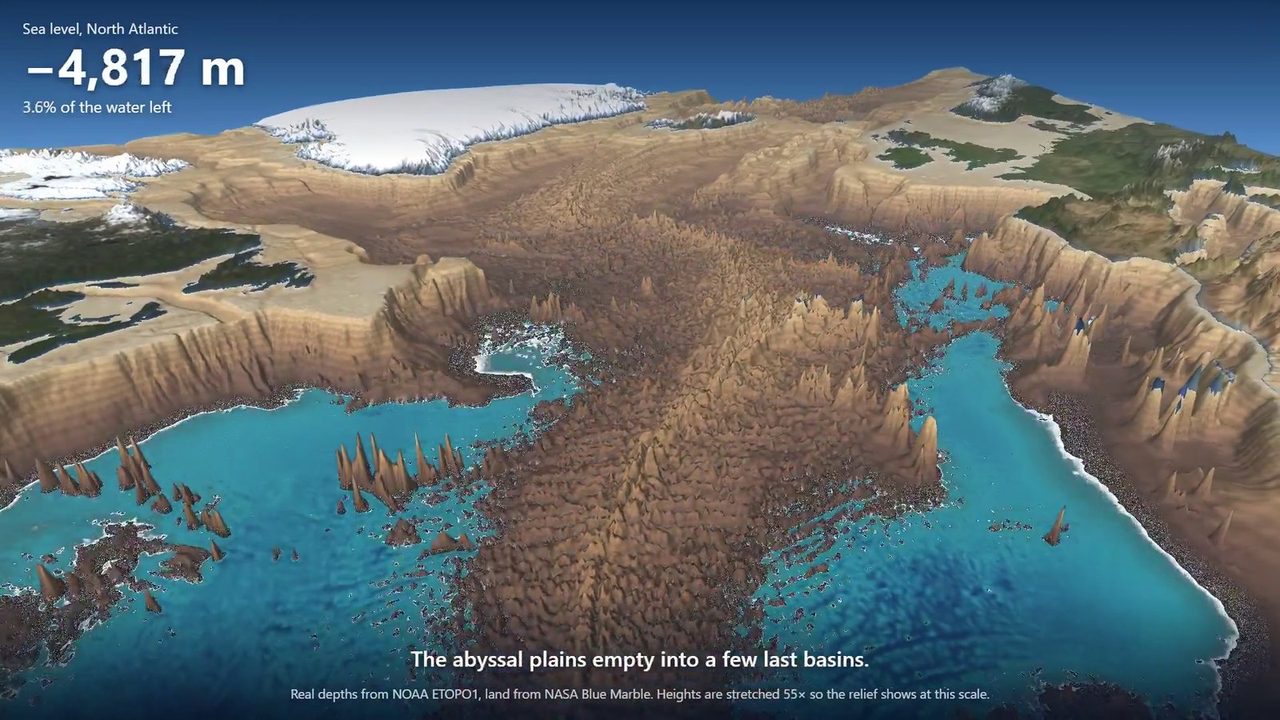 Sea level, North Atlantic
−4,817 m
3.6% of the water left
The abyssal plains empty into a few last basins.
Real depths from NOAA ETOPO1, land from NASA Blue Marble. Heights are stretched 55× so the relief shows at this scale.